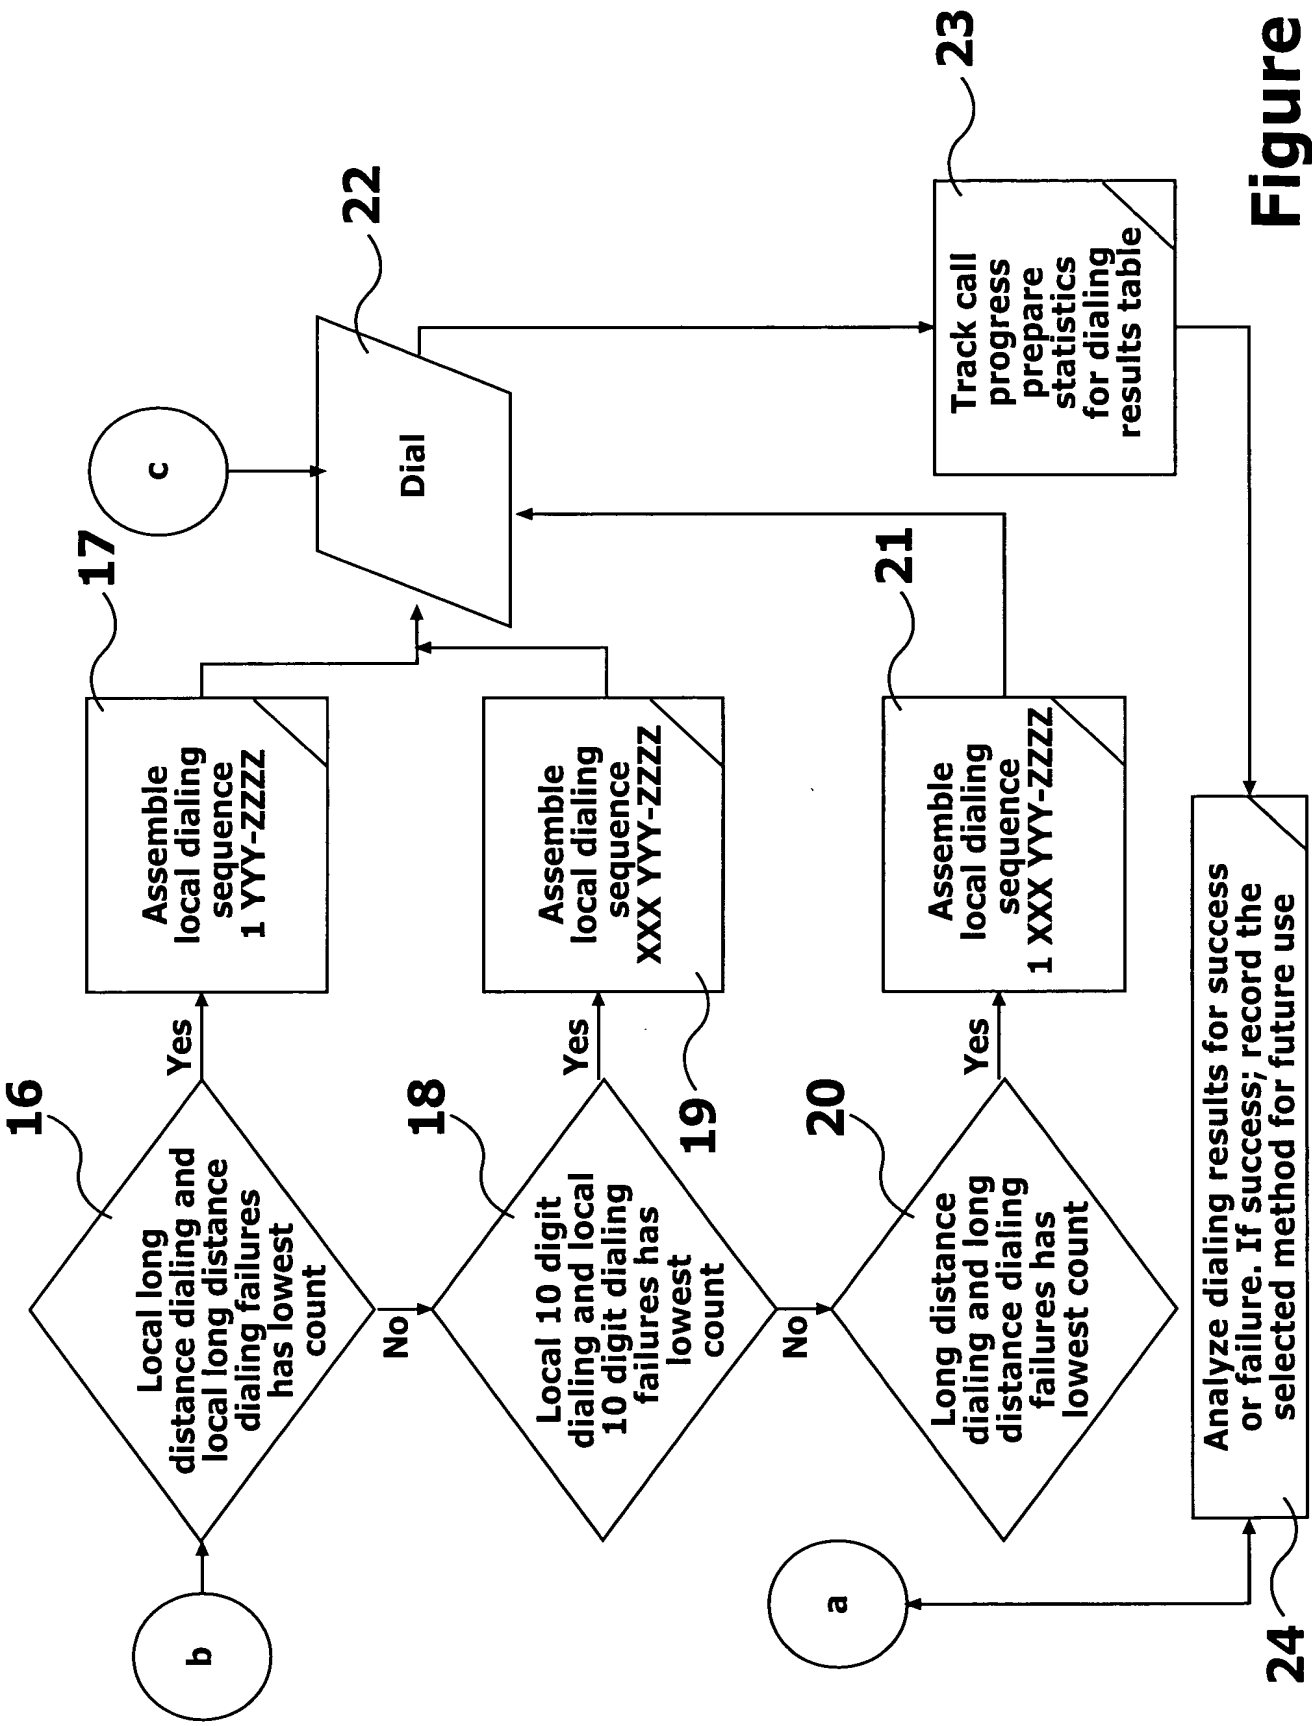 b
16
Local long
distance dialing and
local long distance
dialing failures
has lowest
count
Yes
17
Assemble
local dialing
sequence
1 YYY-ZZZZ
c
22
Dial
No
18
Local 10 digit
dialing and local
10 digit dialing
failures has
lowest
count
Yes
19
Assemble
local dialing
sequence
XXX YYY-ZZZZ
No
20
Long distance
dialing and long
distance dialing
failures has
lowest count
Yes
21
Assemble
local dialing
sequence
1 XXX YYY-ZZZZ
23
Track call
progress
prepare
statistics
for dialing
results table
a
24
Analyze dialing results for success
or failure. If success; record the
selected method for future use
Figure